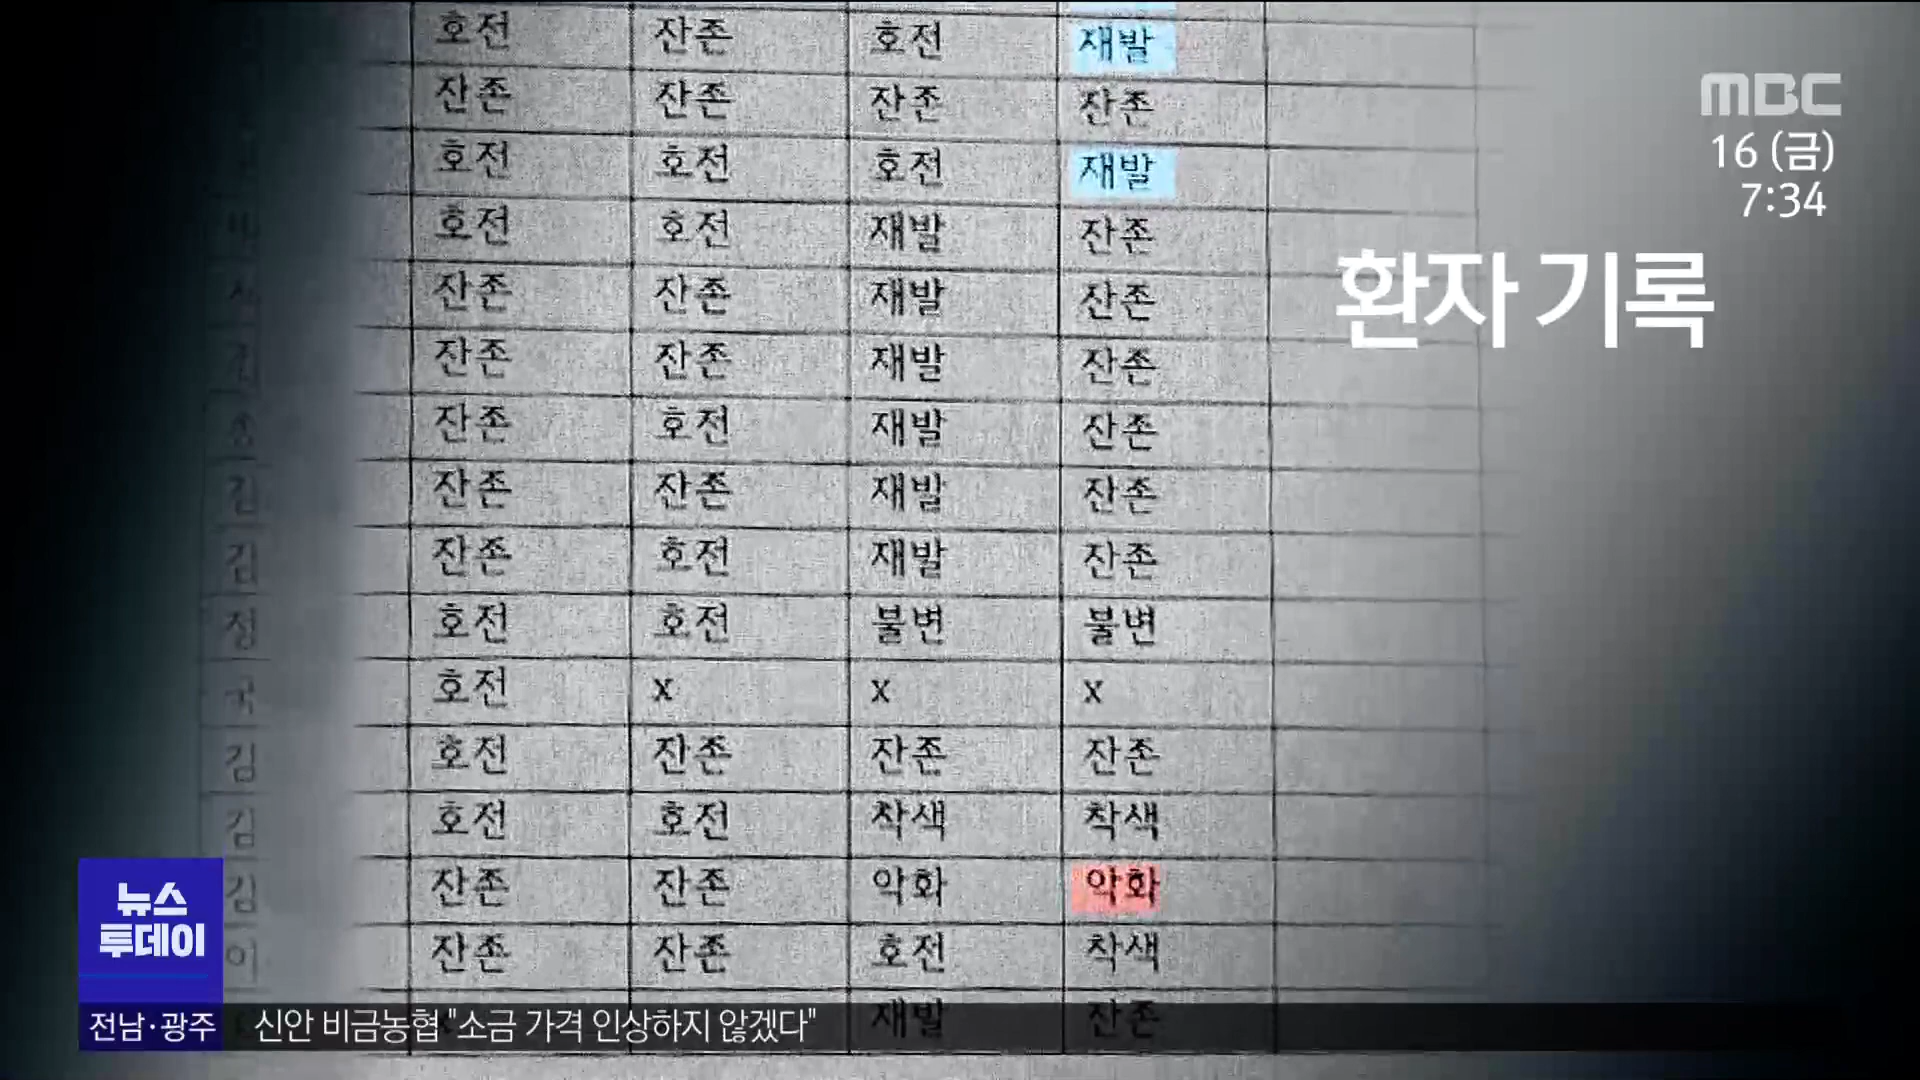 호전 잔존 호전 재발
잔존 잔존 잔존 잔존
호전 호전 호전 재발
호전 호전 재발 잔존
잔존 잔존 재발 잔존
잔존 잔존 재발 잔존
잔존 호전 재발 잔존
김 잔존 잔존 재발 잔존
김 잔존 호전 재발 잔존
정 호전 호전 불변 불변
국 호전 x x x
김 호전 잔존 잔존 잔존
김 호전 호전 착색 착색
김 잔존 잔존 악화 악화
이 잔존 잔존 호전 착색
재발 잔존
MBC
16 (금)
7:34
환자 기록
뉴스
투데이
전남·광주 신안 비금농협 "소금 가격 인상하지 않겠다"